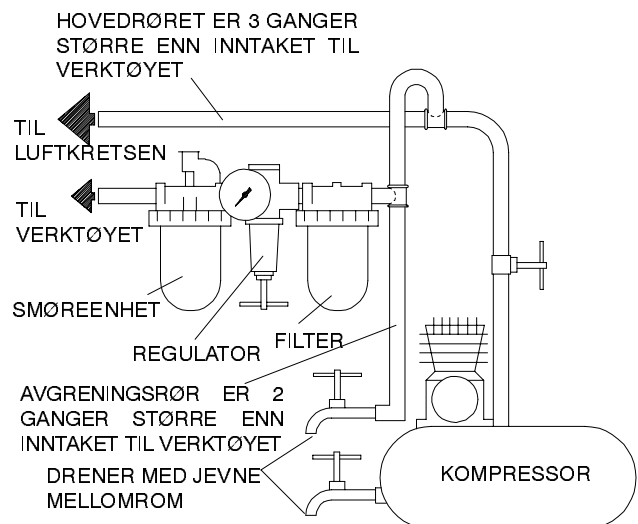 HOVEDRØRET ER 3 GANGER
STØRRE ENN INNTAKET TIL
VERKTØYET
TIL
LUFTKRETSEN
TIL
VERKTØYET
SMØREENHET
REGULATOR
FILTER
AVGRENINGSRØR ER 2
GANGER STØRRE ENN
INNTAKET TIL VERKTØYET
DRENER MED JEVNE
MELLOMROM
KOMPRESSOR